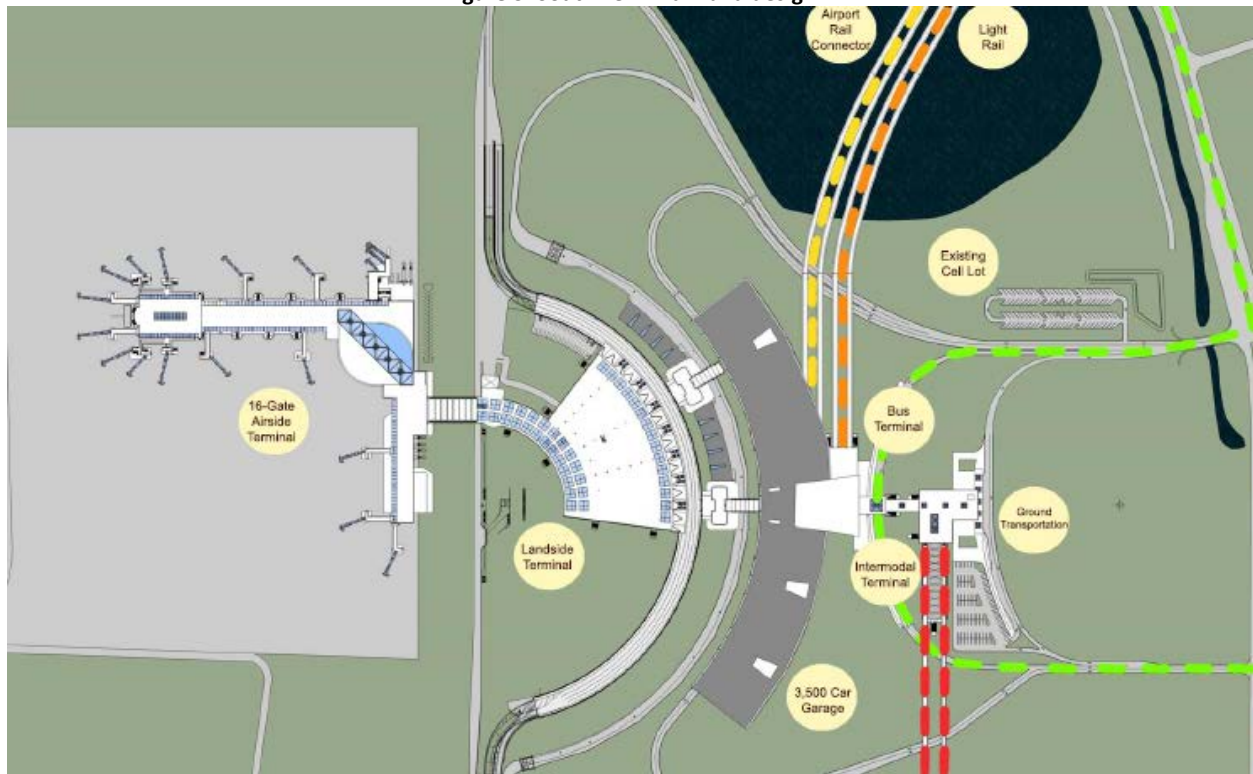 Airport
Rail
Connector
Light
Rail
Existing
Cell Lot
16-Gate
Airside
Terminal
Bus
Terminal
Ground
Transportation
Landside
Terminal
Intermodal
Terminal
3,500 Car
Garage